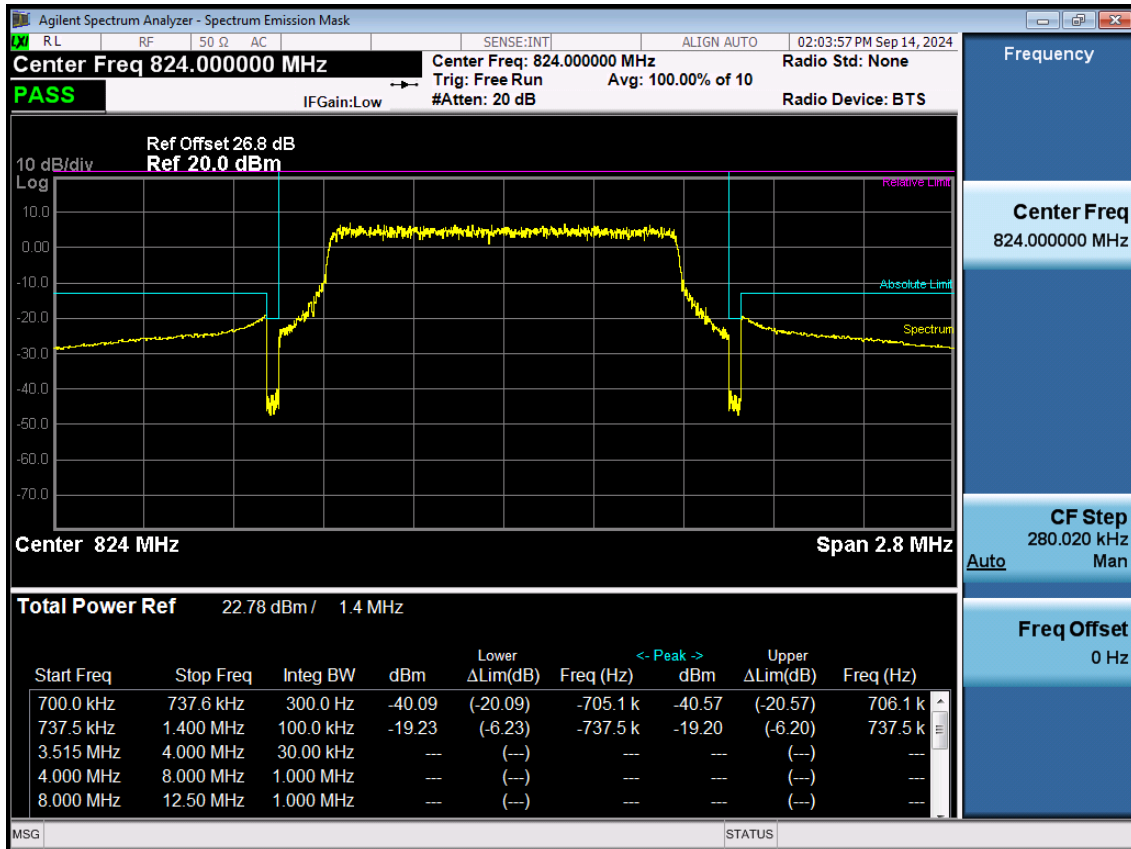 Agilent Spectrum Analyzer - Spectrum Emission Mask
LXI RL RF 50 Ω AC SENSE:INT ALIGN AUTO 02:03:57 PM Sep 14, 2024
Center Freq 824.000000 MHz
Center Freq: 824.000000 MHz
Radio Std: None
Trig: Free Run Avg: 100.00% of 10
PASS
IFGain:Low
#Atten: 20 dB
Radio Device: BTS
Ref Offset 26.8 dB
10 dB/div Ref 20.0 dBm
Log
Relative Limit
10.0
0.00
-10.0
Absolute Limit
-20.0
Spectrum
-30.0
-40.0
-50.0
-60.0
-70.0
Center 824 MHz Span 2.8 MHz
Total Power Ref 22.78 dBm / 1.4 MHz
Lower <- Peak -> Upper
Start Freq Stop Freq Integ BW dBm ΔLim(dB) Freq (Hz) dBm ΔLim(dB) Freq (Hz)
700.0 kHz 737.6 kHz 300.0 Hz -40.09 (-20.09) -705.1 k -40.57 (-20.57) 706.1 k
737.5 kHz 1.400 MHz 100.0 kHz -19.23 (-6.23) -737.5 k -19.20 (-6.20) 737.5 k
3.515 MHz 4.000 MHz 30.00 kHz --- (---) --- --- (---) ---
4.000 MHz 8.000 MHz 1.000 MHz --- (---) --- --- (---) ---
8.000 MHz 12.50 MHz 1.000 MHz --- (---) --- --- (---) ---
MSG STATUS
Frequency
Center Freq
824.000000 MHz
CF Step
280.020 kHz
Auto Man
Freq Offset
0 Hz